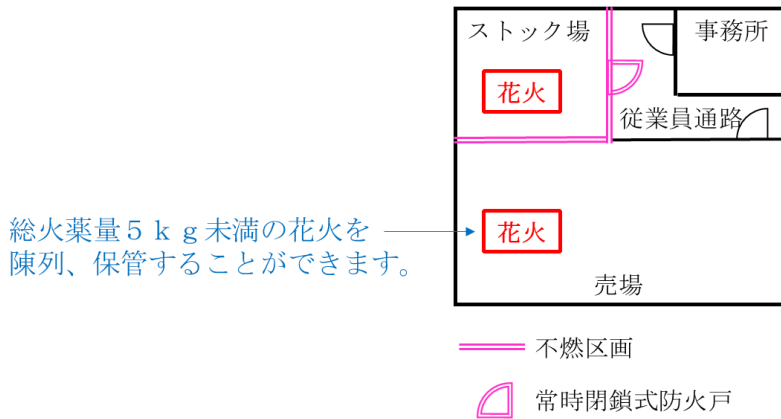 ストック場
事務所
花火
従業員通路
総火薬量５ｋｇ未満の花火を
陳列、保管することができます。
花火
売場
不燃区画
常時閉鎖式防火戸